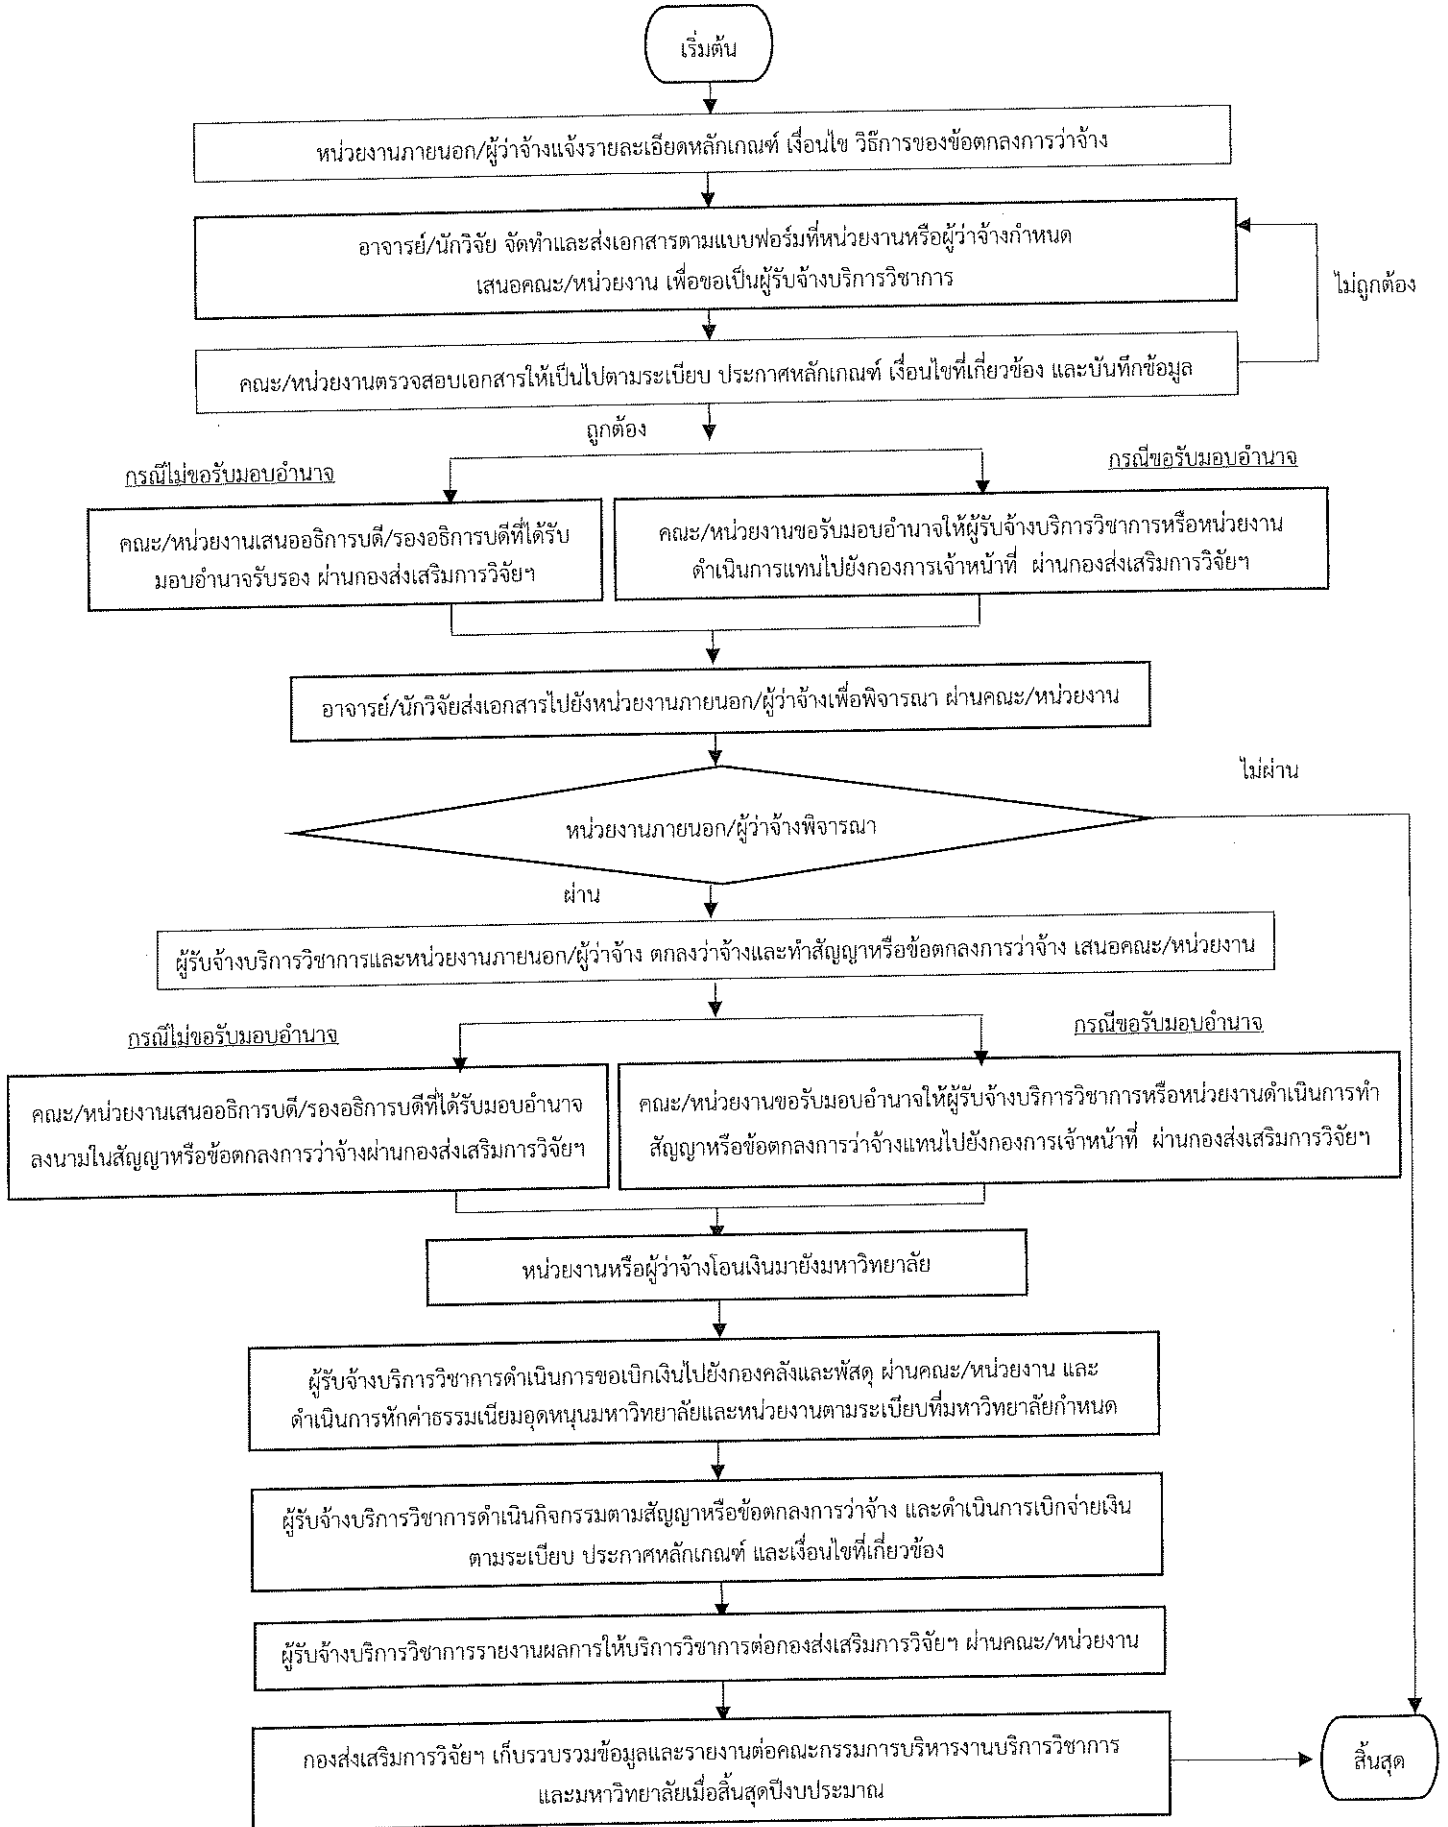 เริ่มต้น
หน่วยงานภายนอก/ผู้ว่าจ้างแจ้งรายละเอียดหลักเกณฑ์ เงื่อนไข วิธีการของข้อตกลงการว่าจ้าง
อาจารย์/นักวิจัย จัดทำและส่งเอกสารตามแบบฟอร์มที่หน่วยงานหรือผู้ว่าจ้างกำหนด
เสนอคณะ/หน่วยงาน เพื่อขอเป็นผู้รับจ้างบริการวิชาการ
ไม่ถูกต้อง
คณะ/หน่วยงานตรวจสอบเอกสารให้เป็นไปตามระเบียบ ประกาศหลักเกณฑ์ เงื่อนไขที่เกี่ยวข้อง และบันทึกข้อมูล
ถูกต้อง
กรณีไม่ขอรับมอบอำนาจ
กรณีขอรับมอบอำนาจ
คณะ/หน่วยงานเสนออธิการบดี/รองอธิการบดีที่ได้รับ
มอบอำนาจรับรอง ผ่านกองส่งเสริมการวิจัยฯ
คณะ/หน่วยงานขอรับมอบอำนาจให้ผู้รับจ้างบริการวิชาการหรือหน่วยงาน
ดำเนินการแทนไปยังกองการเจ้าหน้าที่ ผ่านกองส่งเสริมการวิจัยฯ
อาจารย์/นักวิจัยส่งเอกสารไปยังหน่วยงานภายนอก/ผู้ว่าจ้างเพื่อพิจารณา ผ่านคณะ/หน่วยงาน
ไม่ผ่าน
หน่วยงานภายนอก/ผู้ว่าจ้างพิจารณา
ผ่าน
ผู้รับจ้างบริการวิชาการและหน่วยงานภายนอก/ผู้ว่าจ้าง ตกลงว่าจ้างและทำสัญญาหรือข้อตกลงการว่าจ้าง เสนอคณะ/หน่วยงาน
กรณีไม่ขอรับมอบอำนาจ
กรณีขอรับมอบอำนาจ
คณะ/หน่วยงานเสนออธิการบดี/รองอธิการบดีที่ได้รับมอบอำนาจ
ลงนามในสัญญาหรือข้อตกลงการว่าจ้างผ่านกองส่งเสริมการวิจัยฯ
คณะ/หน่วยงานขอรับมอบอำนาจให้ผู้รับจ้างบริการวิชาการหรือหน่วยงานดำเนินการทำ
สัญญาหรือข้อตกลงการว่าจ้างแทนไปยังกองการเจ้าหน้าที่ ผ่านกองส่งเสริมการวิจัยฯ
หน่วยงานหรือผู้ว่าจ้างโอนเงินมายังมหาวิทยาลัย
ผู้รับจ้างบริการวิชาการดำเนินการขอเบิกเงินไปยังกองคลังและพัสดุ ผ่านคณะ/หน่วยงาน และ
ดำเนินการหักค่าธรรมเนียมอุดหนุนมหาวิทยาลัยและหน่วยงานตามระเบียบที่มหาวิทยาลัยกำหนด
ผู้รับจ้างบริการวิชาการดำเนินกิจกรรมตามสัญญาหรือข้อตกลงการว่าจ้าง และดำเนินการเบิกจ่ายเงิน
ตามระเบียบ ประกาศหลักเกณฑ์ และเงื่อนไขที่เกี่ยวข้อง
ผู้รับจ้างบริการวิชาการรายงานผลการให้บริการวิชาการต่อกองส่งเสริมการวิจัยฯ ผ่านคณะ/หน่วยงาน
กองส่งเสริมการวิจัยฯ เก็บรวบรวมข้อมูลและรายงานต่อคณะกรรมการบริหารงานบริการวิชาการ
และมหาวิทยาลัยเมื่อสิ้นสุดปีงบประมาณ
สิ้นสุด